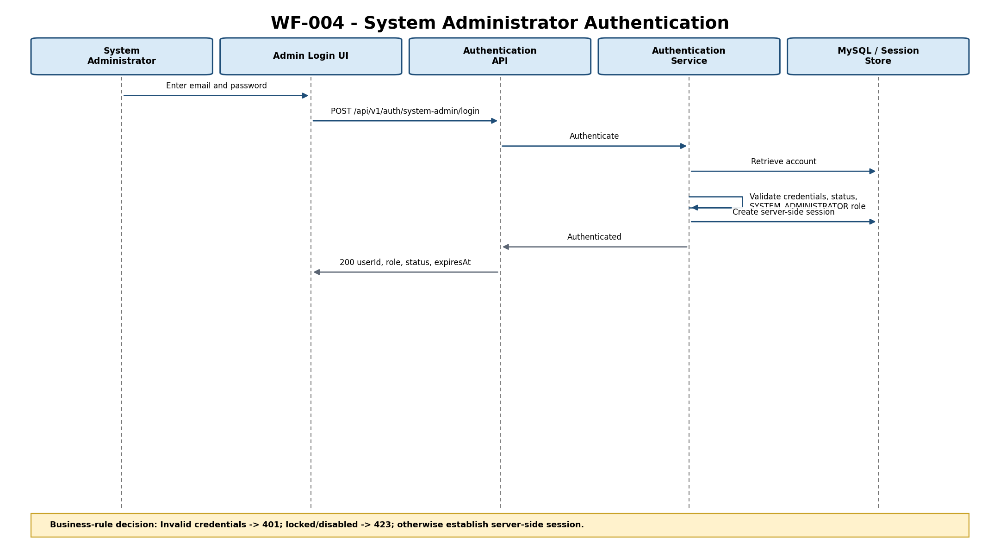 WF-004 - System Administrator Authentication
System
Administrator
Admin Login UI
Authentication
API
Authentication
Service
MySQL / Session
Store
Enter email and password
POST /api/v1/auth/system-admin/login
Authenticate
Retrieve account
Validate credentials, status,
SYSTEM_ADMINISTRATOR role
Create server-side session
Authenticated
200 userId, role, status, expiresAt
Business-rule decision: Invalid credentials -> 401; locked/disabled -> 423; otherwise establish server-side session.